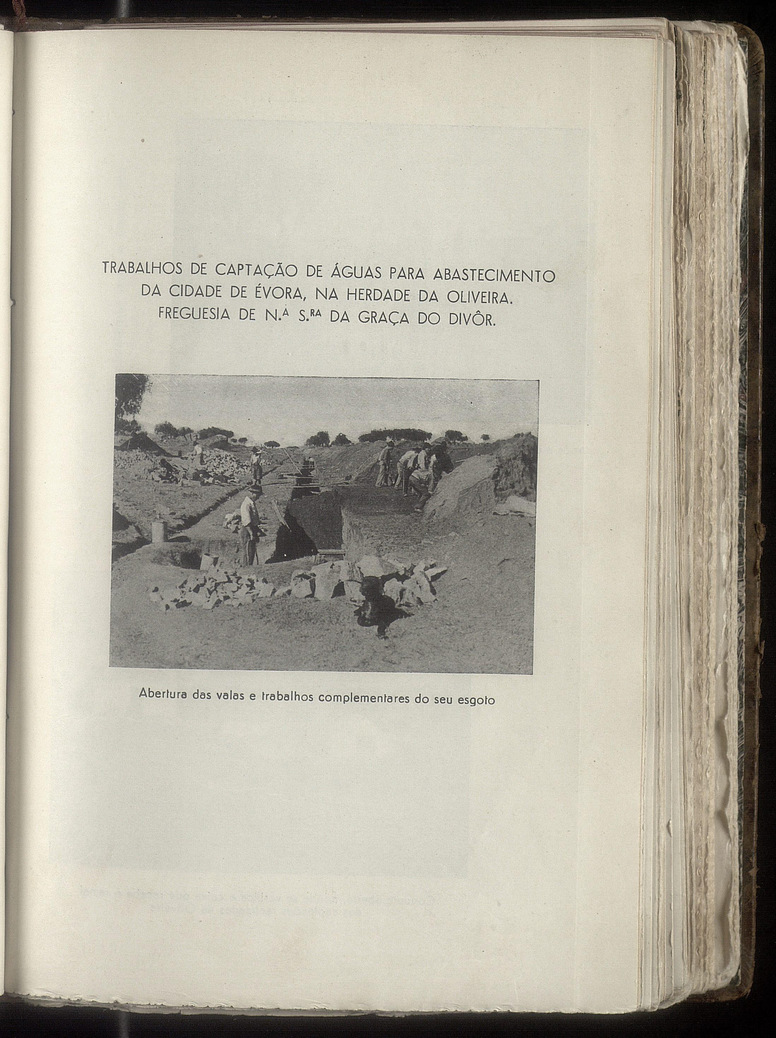 TRABALHOS DE CAPTAÇÃO DE ÁGUAS PARA ABASTECIMENTO
DA CIDADE DE ÉVORA, NA HERDADE DA OLIVEIRA.
FREGUESIA DE N.ª S.RA DA GRAÇA DO DIVÔR.
Abertura das valas e trabalhos complementares do seu esgoto